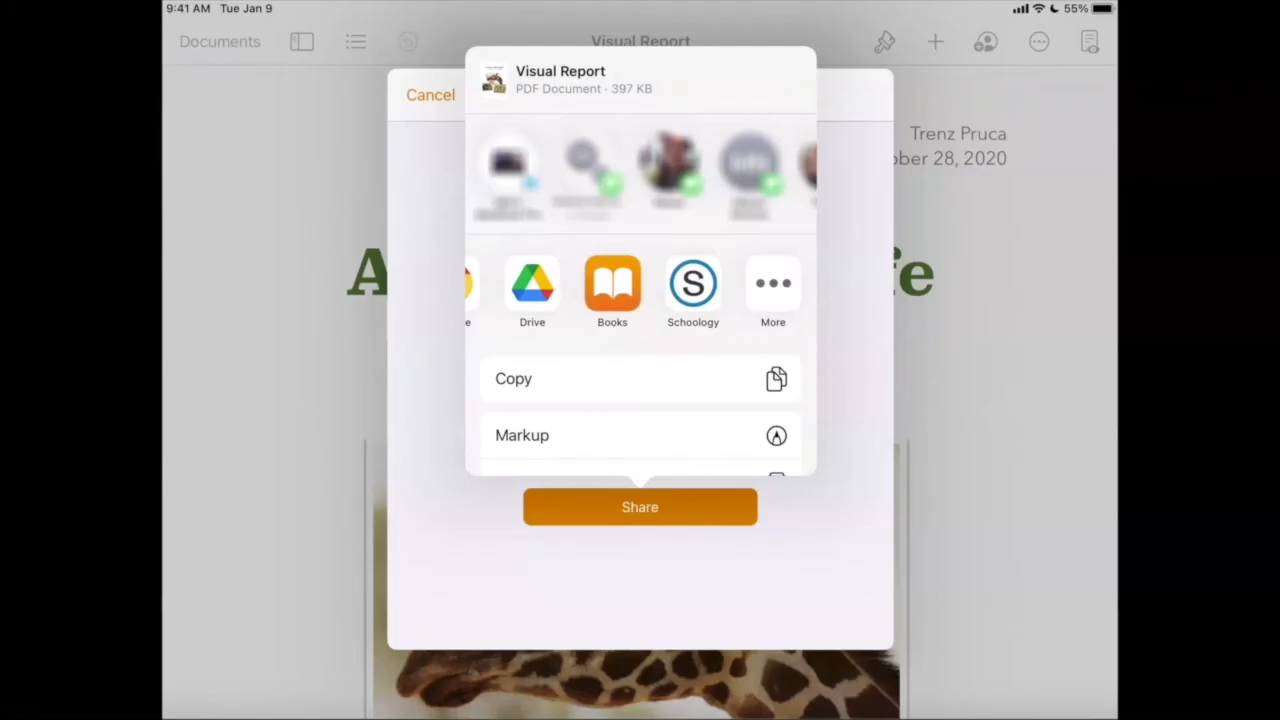 9:41 AM Tue Jan 9
55%
Documents
Visual Report
Visual Report
PDF Document · 397 KB
Cancel
Trenz Pruca
ber 28, 2020
A
fe
e
Drive
Books
S
Schoology
More
Copy
Markup
Share